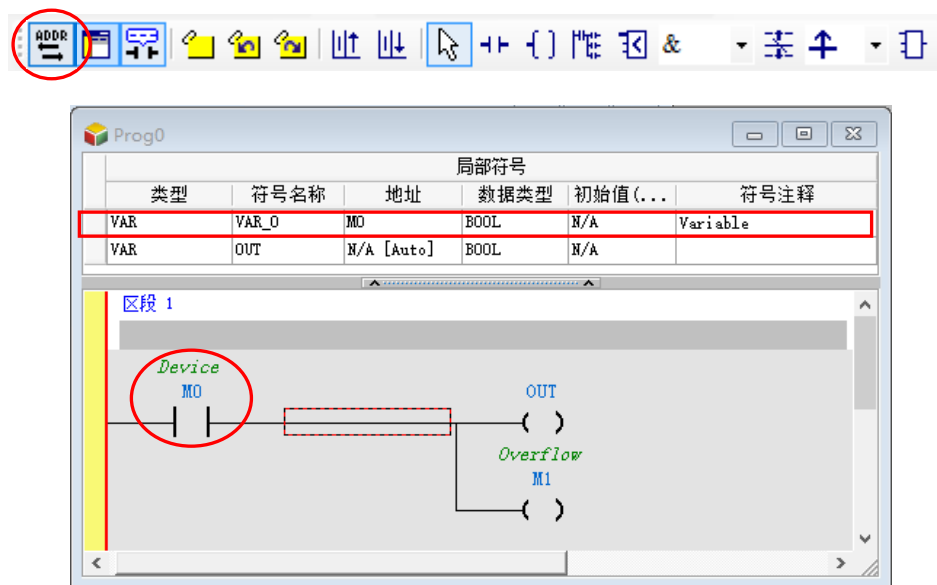 ADDR
&
Prog0
局部符号
类型 符号名称 地址 数据类型 初始值(... 符号注释
VAR VAR_0 M0 BOOL N/A Variable
VAR OUT N/A [Auto] BOOL N/A
区段 1
Device
M0 OUT
Overflow
M1